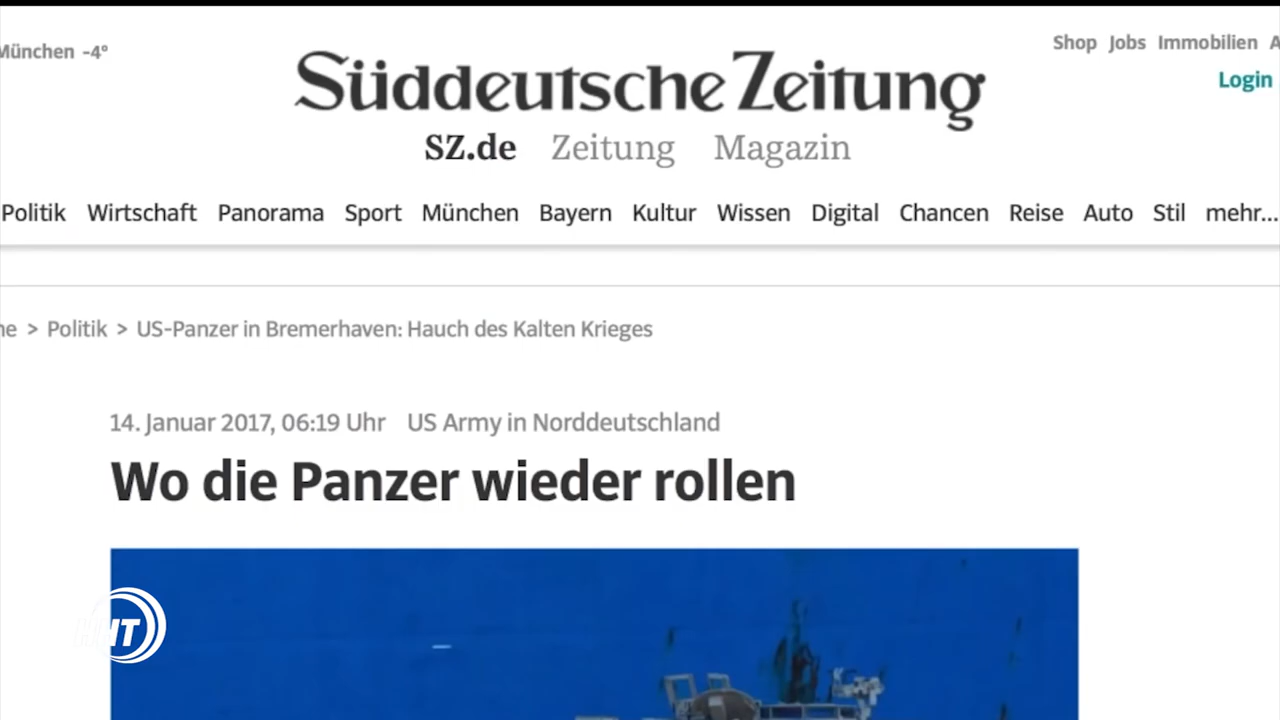 München -4°
Shop Jobs Immobilien
Süddeutsche Zeitung
Login
SZ.de Zeitung Magazin
Politik Wirtschaft Panorama Sport München Bayern Kultur Wissen Digital Chancen Reise Auto Stil mehr...
> Politik > US-Panzer in Bremerhaven: Hauch des Kalten Krieges
14. Januar 2017, 06:19 Uhr US Army in Norddeutschland
Wo die Panzer wieder rollen